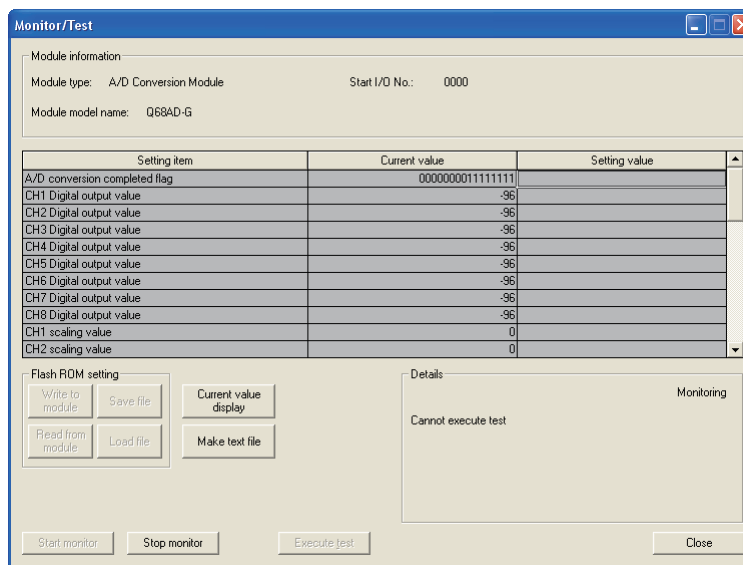 Monitor/Test
Module information
Module type: A/D Conversion Module Start I/O No.: 0000
Module model name: Q68AD-G
Setting item Current value Setting value
A/D conversion completed flag 0000000011111111
CH1 Digital output value -96
CH2 Digital output value -96
CH3 Digital output value -96
CH4 Digital output value -96
CH5 Digital output value -96
CH6 Digital output value -96
CH7 Digital output value -96
CH8 Digital output value -96
CH1 scaling value 0
CH2 scaling value 0
Flash ROM setting
Write to
module
Save file
Current value
display
Read from
module
Load file
Make text file
Details
Monitoring
Cannot execute test
Start monitor Stop monitor Execute test Close